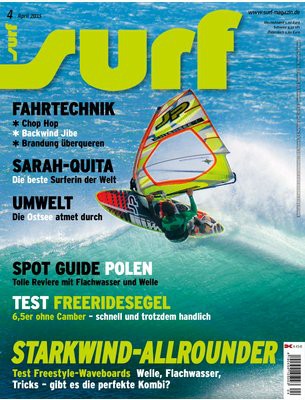 4 April 2015
www.surf-magazin.de
surf
surf
FAHRTECHNIK
* Chop Hop
* Backwind Jibe
* Brandung überqueren
JP
SARAH-QUITA
Die beste Surferin der Welt
UMWELT
Die Ostsee atmet durch
SPOT GUIDE POLEN
Tolle Reviere mit Flachwasser und Welle
TEST FREERIDESEGEL
6,5er ohne Camber – schnell und trotzdem handlich
STARKWIND-ALLROUNDER
Test Freestyle-Waveboards Welle, Flachwasser,
Tricks – gibt es die perfekte Kombi?